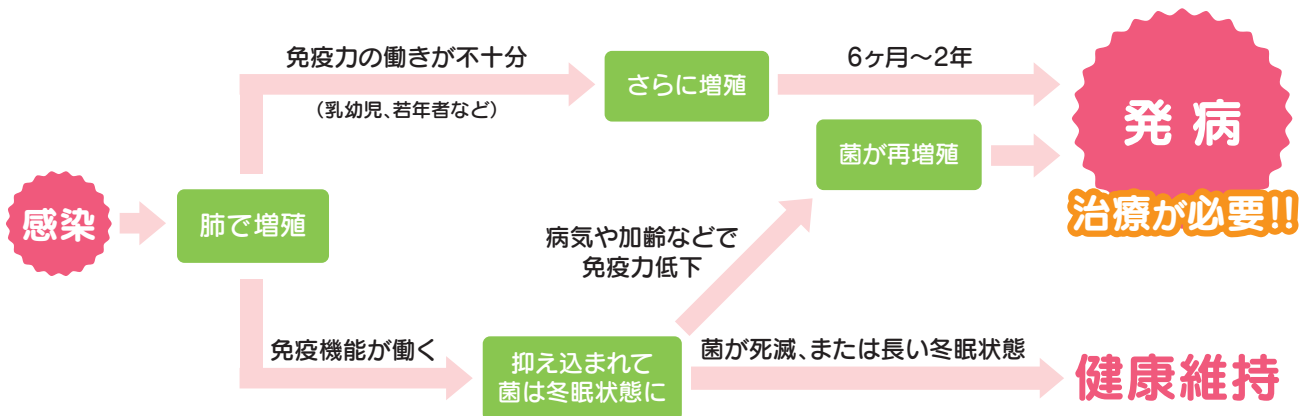 感染
肺で増殖
免疫力の働きが不十分
（乳幼児、若年者など）
さらに増殖
6ヶ月～2年
発病
治療が必要!!
菌が再増殖
病気や加齢などで
免疫力低下
免疫機能が働く
抑え込まれて
菌は冬眠状態に
菌が死滅、または長い冬眠状態
健康維持